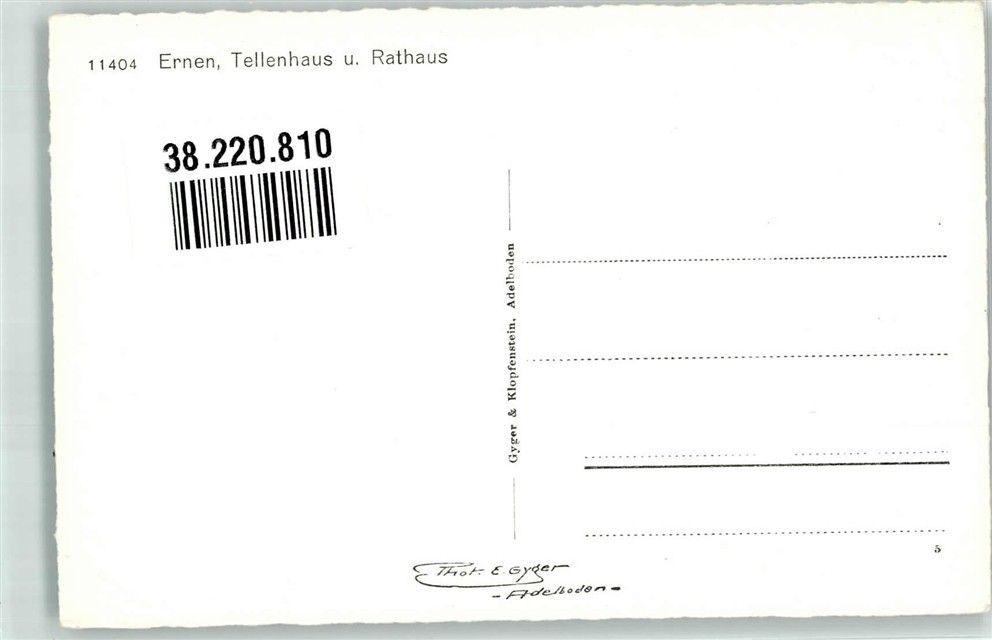 11404 Ernen, Tellenhaus u. Rathaus
38.220.810
Gyger & Klopfenstein, Adelboden
5
Phot. E. Gyger
- Adelboden -